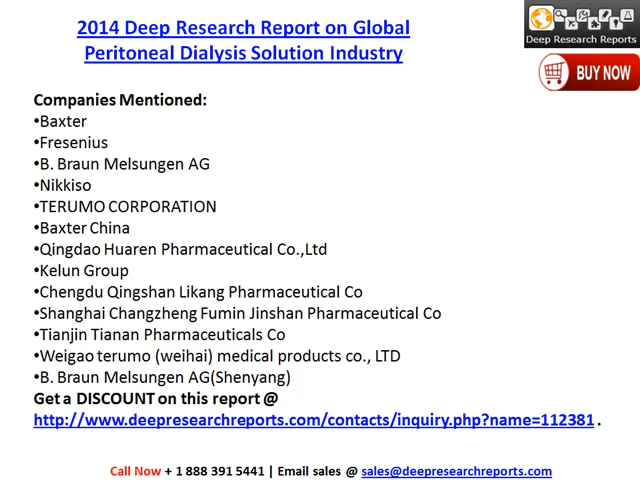 2014 Deep Research Report on Global
Peritoneal Dialysis Solution Industry
Deep Research Reports
BUY NOW
Companies Mentioned:
•Baxter
•Fresenius
•B. Braun Melsungen AG
•Nikkiso
•TERUMO CORPORATION
•Baxter China
•Qingdao Huaren Pharmaceutical Co.,Ltd
•Kelun Group
•Chengdu Qingshan Likang Pharmaceutical Co
•Shanghai Changzheng Fumin Jinshan Pharmaceutical Co
•Tianjin Tianan Pharmaceuticals Co
•Weigao terumo (weihai) medical products co., LTD
•B. Braun Melsungen AG(Shenyang)
Get a DISCOUNT on this report @
http://www.deepresearchreports.com/contacts/inquiry.php?name=112381 .
Call Now + 1 888 391 5441 | Email sales @ sales@deepresearchreports.com